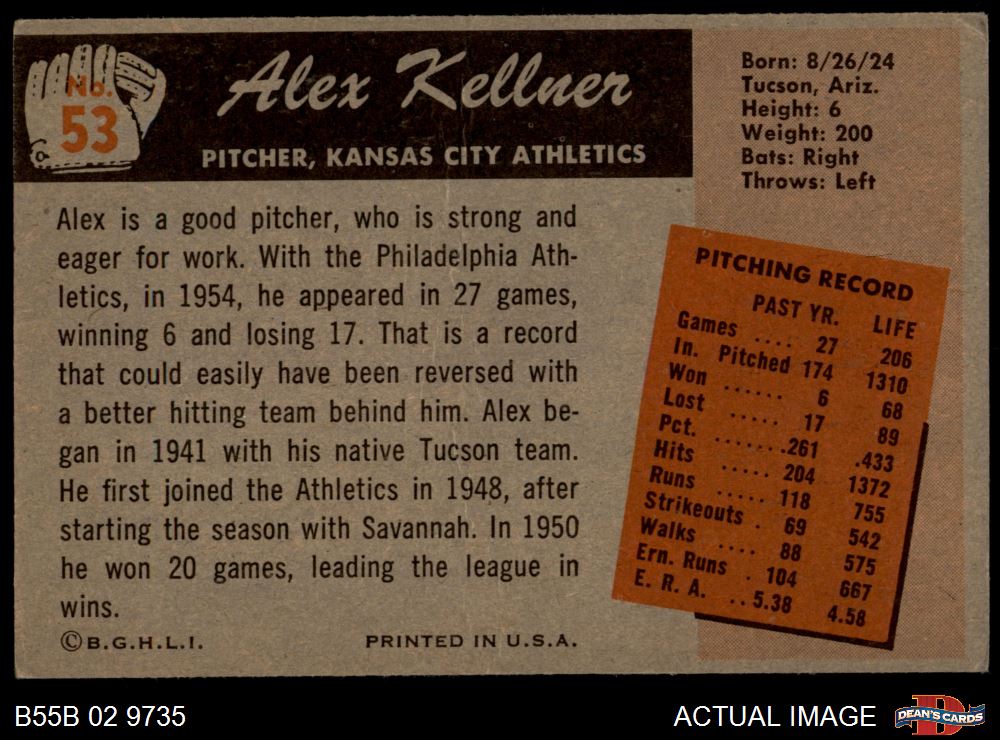 No.
53
Alex Kellner
PITCHER, KANSAS CITY ATHLETICS
Born: 8/26/24
Tucson, Ariz.
Height: 6
Weight: 200
Bats: Right
Throws: Left
Alex is a good pitcher, who is strong and
eager for work. With the Philadelphia Ath-
letics, in 1954, he appeared in 27 games,
winning 6 and losing 17. That is a record
that could easily have been reversed with
a better hitting team behind him. Alex be-
gan in 1941 with his native Tucson team.
He first joined the Athletics in 1948, after
starting the season with Savannah. In 1950
he won 20 games, leading the league in
wins.
©B.G.H.L.I. PRINTED IN U.S.A.
PITCHING RECORD
PAST YR. LIFE
Games .... 27 206
In. Pitched 174 1310
Won ...... 6 68
Lost ..... 17 89
Pct. .......261 .433
Hits ..... 204 1372
Runs ..... 118 755
Strikeouts . 69 542
Walks .... 88 575
Ern. Runs . 104 667
E. R. A. .. 5.38 4.58
B55B 02 9735
ACTUAL IMAGE
D
DEAN'S CARDS